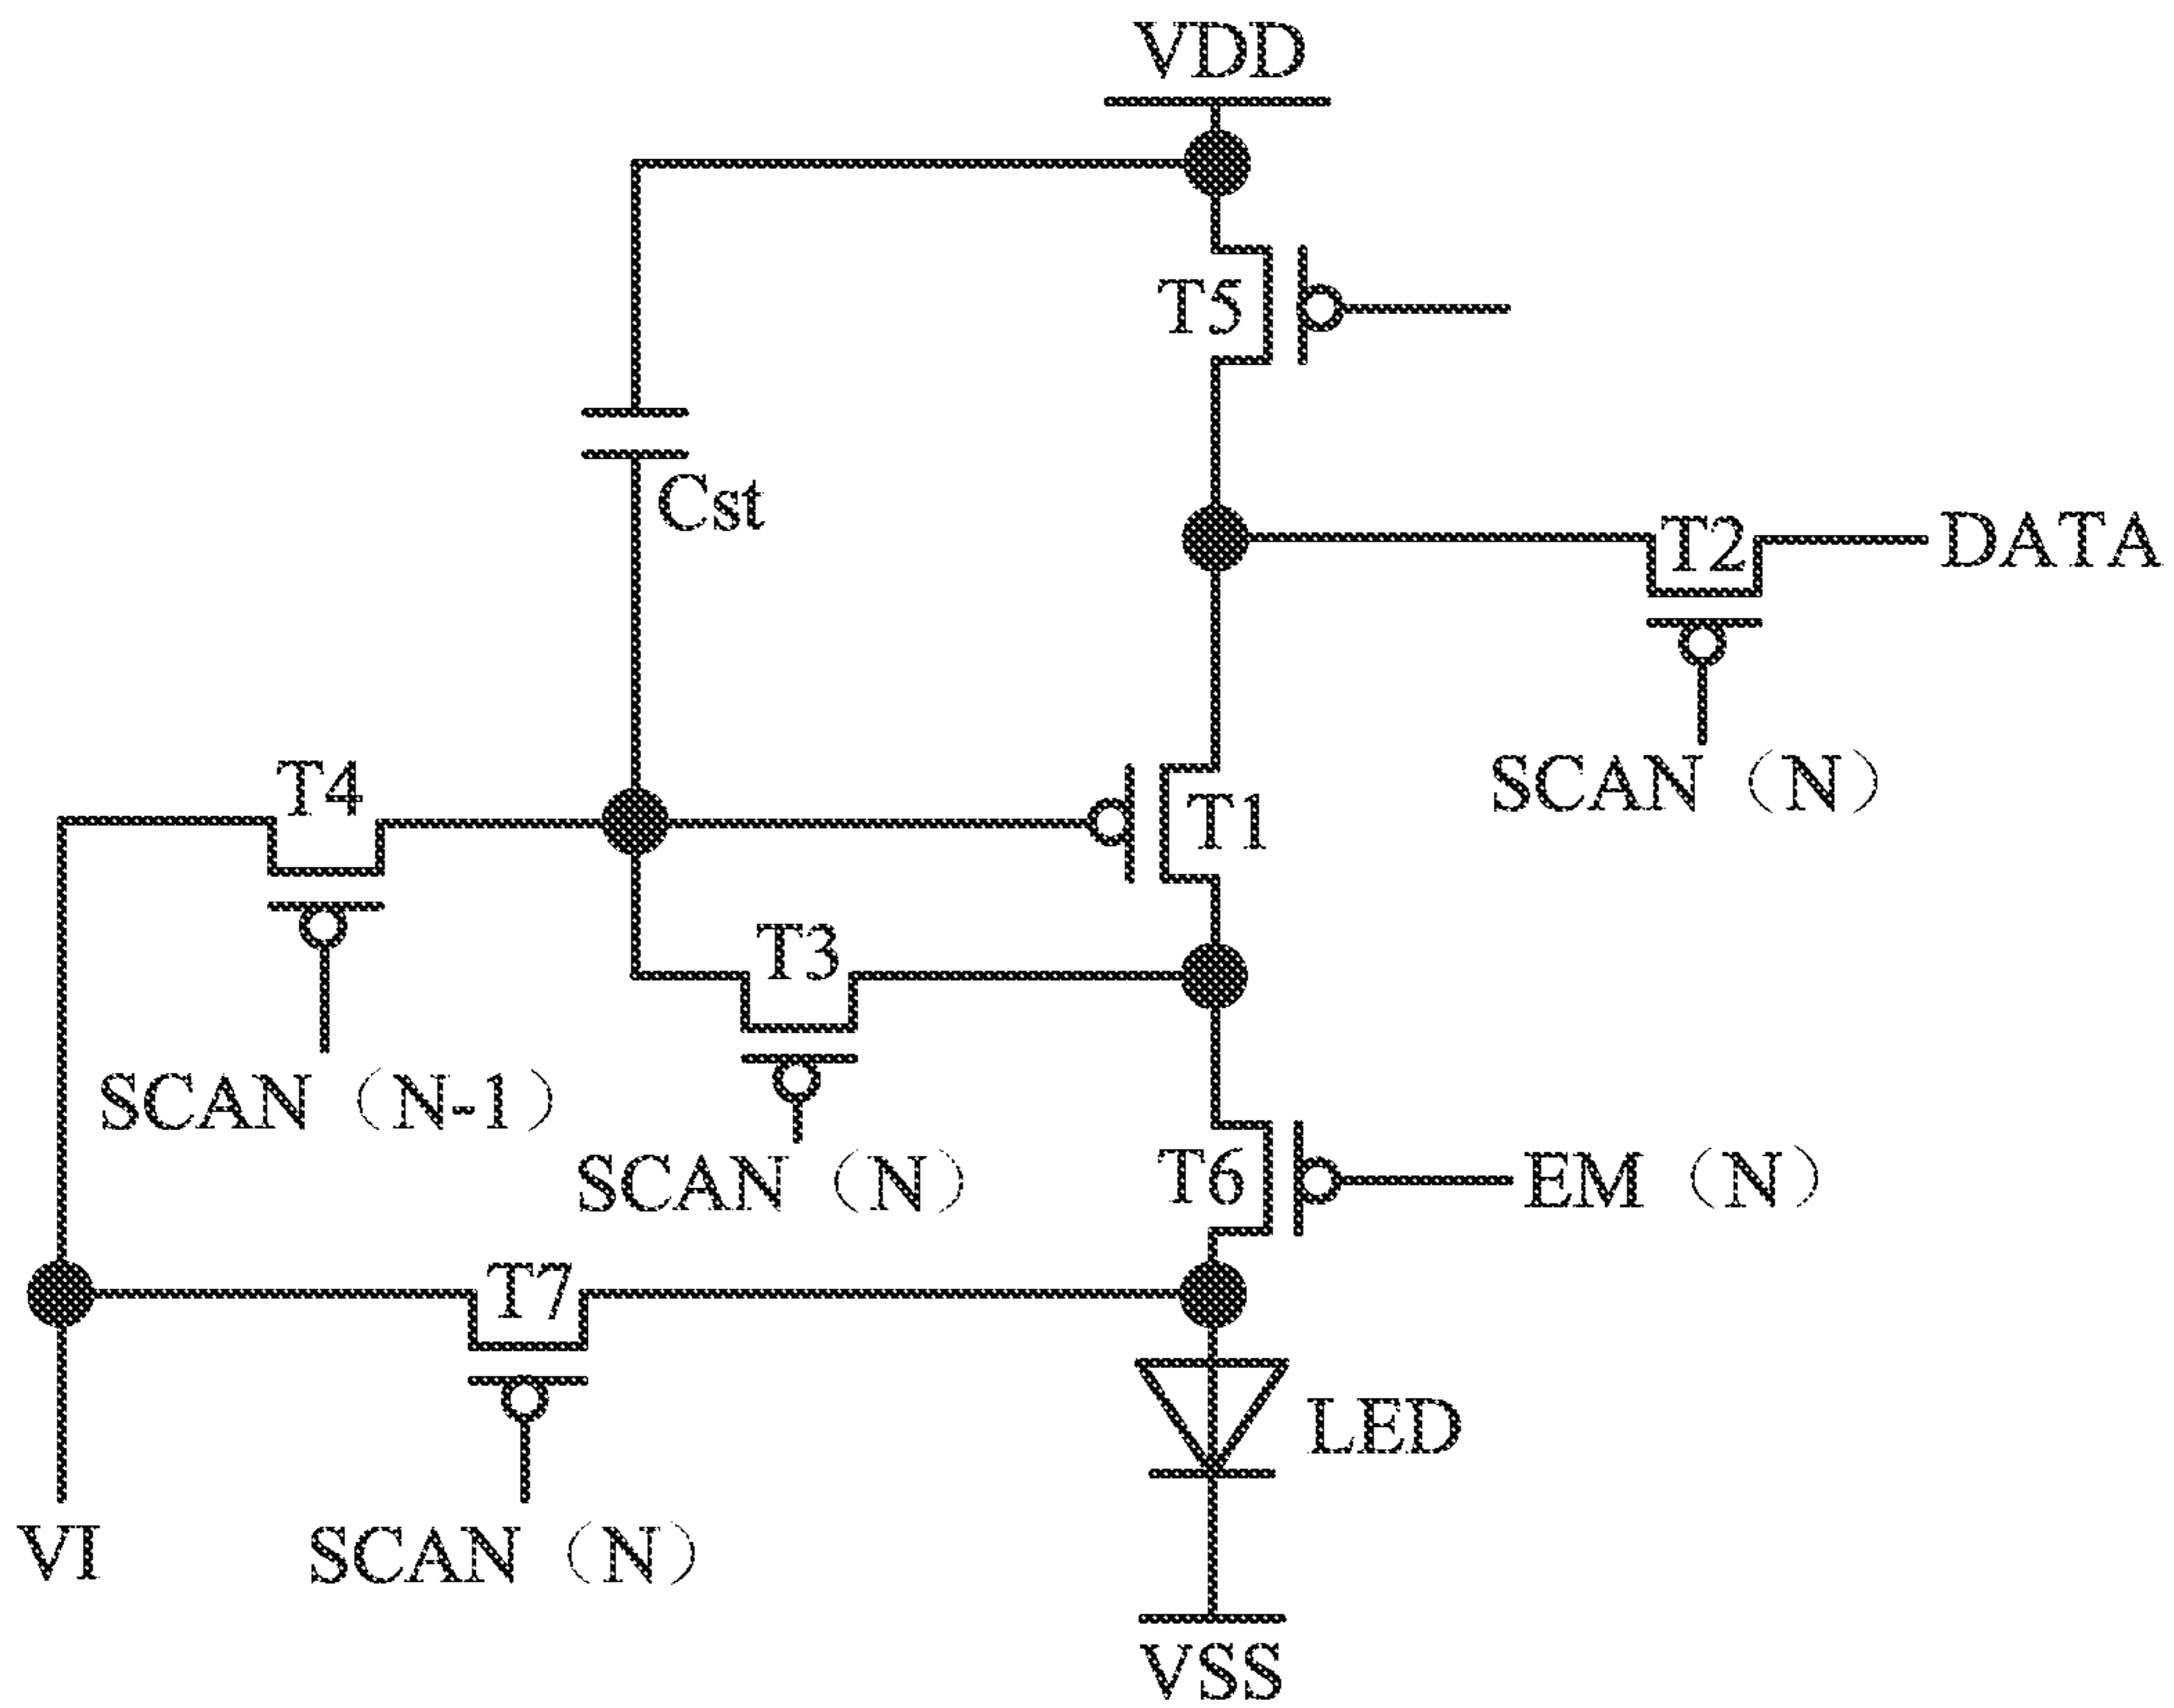 VDD
T5
Cst
T2
DATA
SCAN（N）
T4
T1
T3
SCAN（N-1）
SCAN（N）
T6
EM（N）
T7
LED
VI
SCAN（N）
VSS